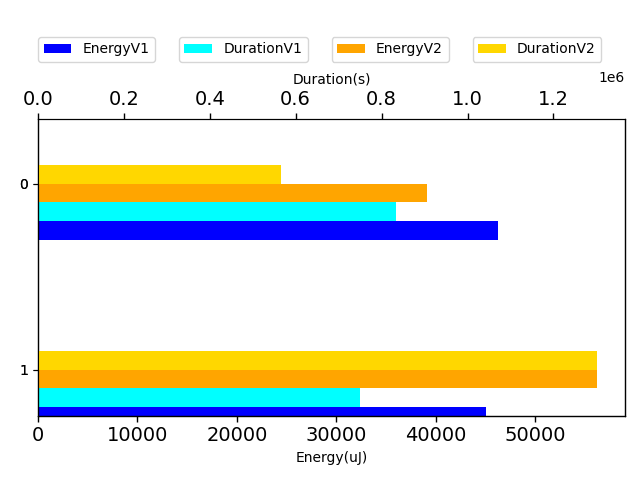 EnergyV1 DurationV1 EnergyV2 DurationV2
Duration(s)
1e6
0.0 0.2 0.4 0.6 0.8 1.0 1.2
0
1
0 10000 20000 30000 40000 50000
Energy(uJ)